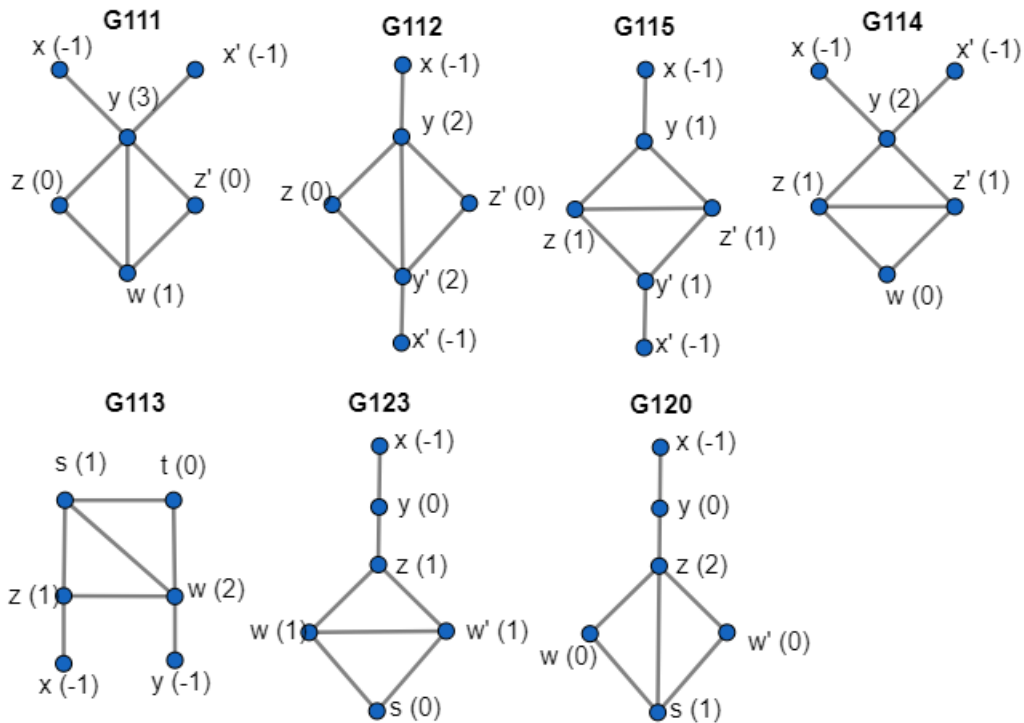 G111
x (-1)
x' (-1)
y (3)
z (0)
z' (0)
w (1)
G112
x (-1)
y (2)
z (0)
z' (0)
y' (2)
x' (-1)
G115
x (-1)
y (1)
z (1)
z' (1)
y' (1)
x' (-1)
G114
x (-1)
x' (-1)
y (2)
z (1)
z' (1)
w (0)
G113
s (1)
t (0)
z (1)
w (2)
x (-1)
y (-1)
G123
x (-1)
y (0)
z (1)
w (1)
w' (1)
s (0)
G120
x (-1)
y (0)
z (2)
w (0)
w' (0)
s (1)